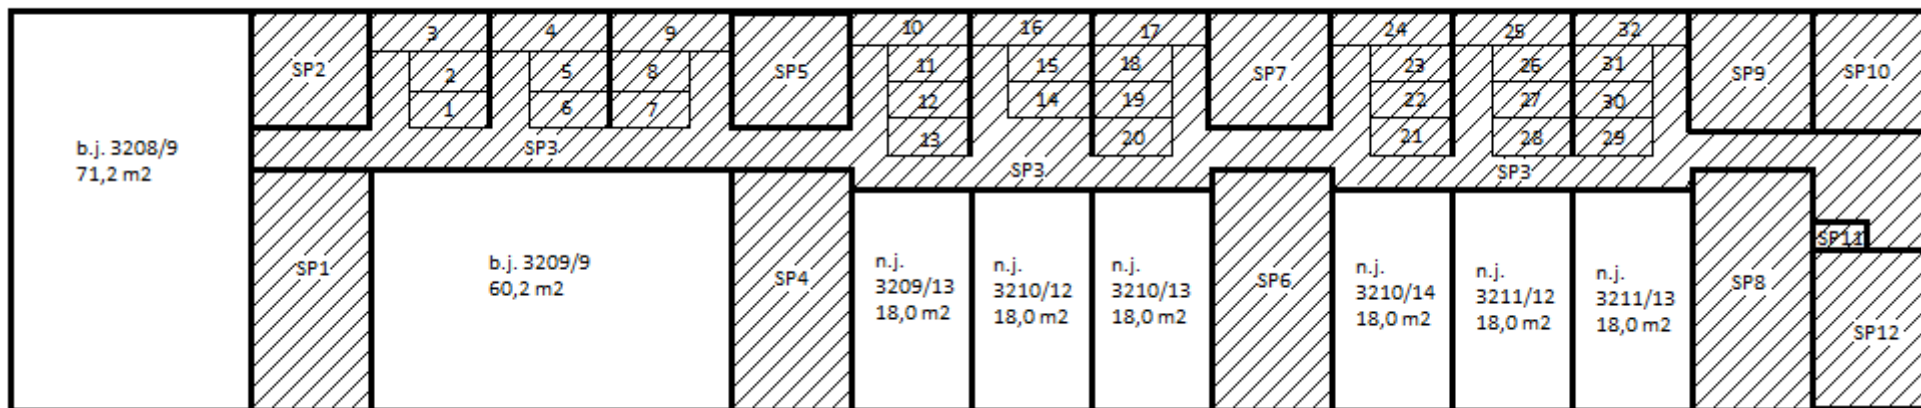 b.j. 3208/9
71,2 m2
SP2
3
4
9
2
5
8
1
6
7
SP3
SP5
10
16
17
11
15
18
12
14
19
13
20
SP3
SP7
24
25
32
23
26
31
22
27
30
21
28
29
SP3
SP9
SP10
SP1
b.j. 3209/9
60,2 m2
SP4
n.j.
3209/13
18,0 m2
n.j.
3210/12
18,0 m2
n.j.
3210/13
18,0 m2
SP6
n.j.
3210/14
18,0 m2
n.j.
3211/12
18,0 m2
n.j.
3211/13
18,0 m2
SP8
SP11
SP12